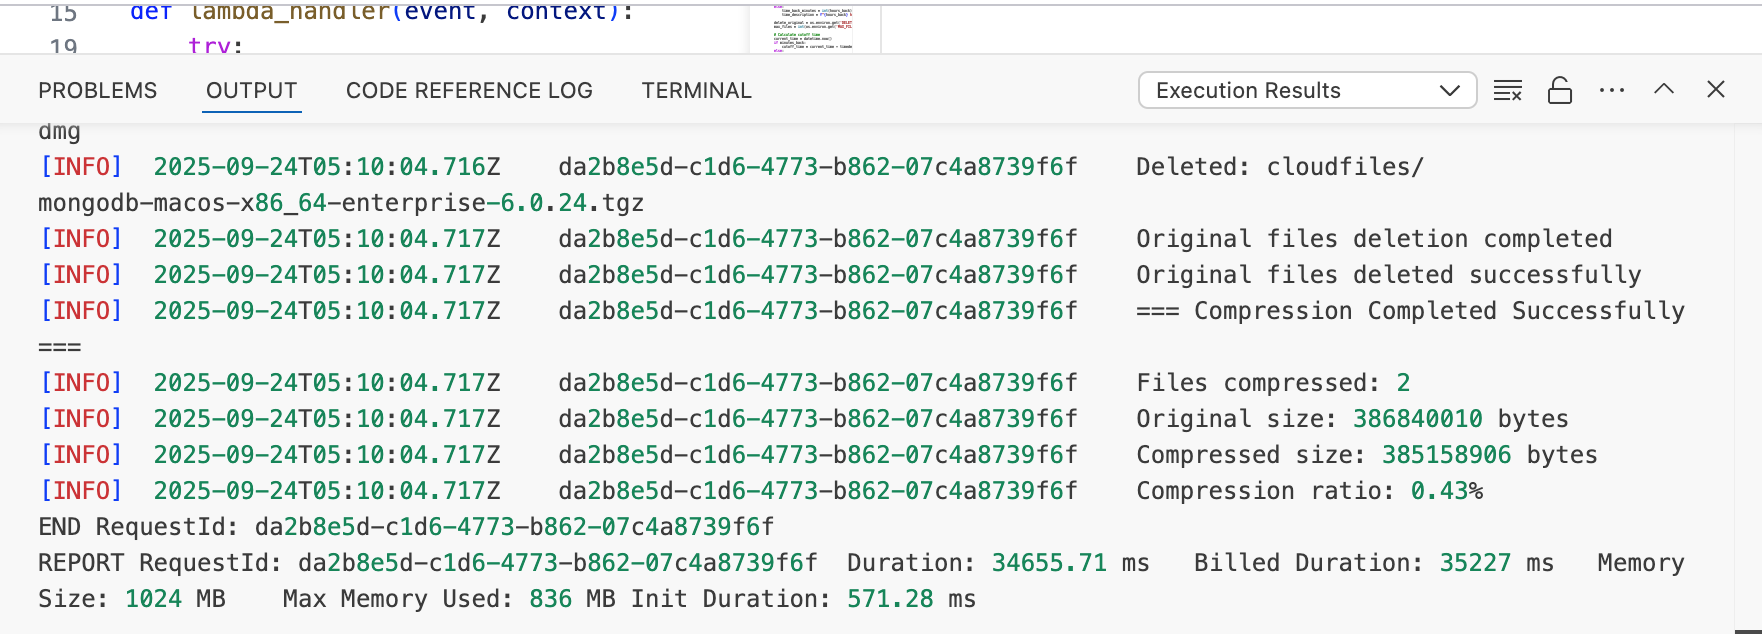 15 def lambda_handler(event, context):
19 try:
PROBLEMS OUTPUT CODE REFERENCE LOG TERMINAL Execution Results
dmg
[INFO] 2025-09-24T05:10:04.716Z da2b8e5d-c1d6-4773-b862-07c4a8739f6f Deleted: cloudfiles/
mongodb-macos-x86_64-enterprise-6.0.24.tgz
[INFO] 2025-09-24T05:10:04.717Z da2b8e5d-c1d6-4773-b862-07c4a8739f6f Original files deletion completed
[INFO] 2025-09-24T05:10:04.717Z da2b8e5d-c1d6-4773-b862-07c4a8739f6f Original files deleted successfully
[INFO] 2025-09-24T05:10:04.717Z da2b8e5d-c1d6-4773-b862-07c4a8739f6f === Compression Completed Successfully
===
[INFO] 2025-09-24T05:10:04.717Z da2b8e5d-c1d6-4773-b862-07c4a8739f6f Files compressed: 2
[INFO] 2025-09-24T05:10:04.717Z da2b8e5d-c1d6-4773-b862-07c4a8739f6f Original size: 386840010 bytes
[INFO] 2025-09-24T05:10:04.717Z da2b8e5d-c1d6-4773-b862-07c4a8739f6f Compressed size: 385158906 bytes
[INFO] 2025-09-24T05:10:04.717Z da2b8e5d-c1d6-4773-b862-07c4a8739f6f Compression ratio: 0.43%
END RequestId: da2b8e5d-c1d6-4773-b862-07c4a8739f6f
REPORT RequestId: da2b8e5d-c1d6-4773-b862-07c4a8739f6f Duration: 34655.71 ms Billed Duration: 35227 ms Memory
Size: 1024 MB Max Memory Used: 836 MB Init Duration: 571.28 ms